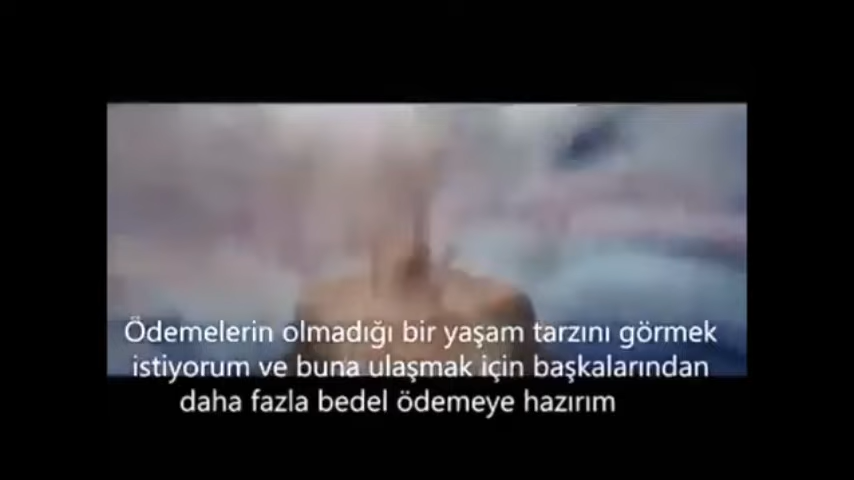 Ödemelerin olmadığı bir yaşam tarzını görmek
istiyorum ve buna ulaşmak için başkalarından
daha fazla bedel ödemeye hazırım